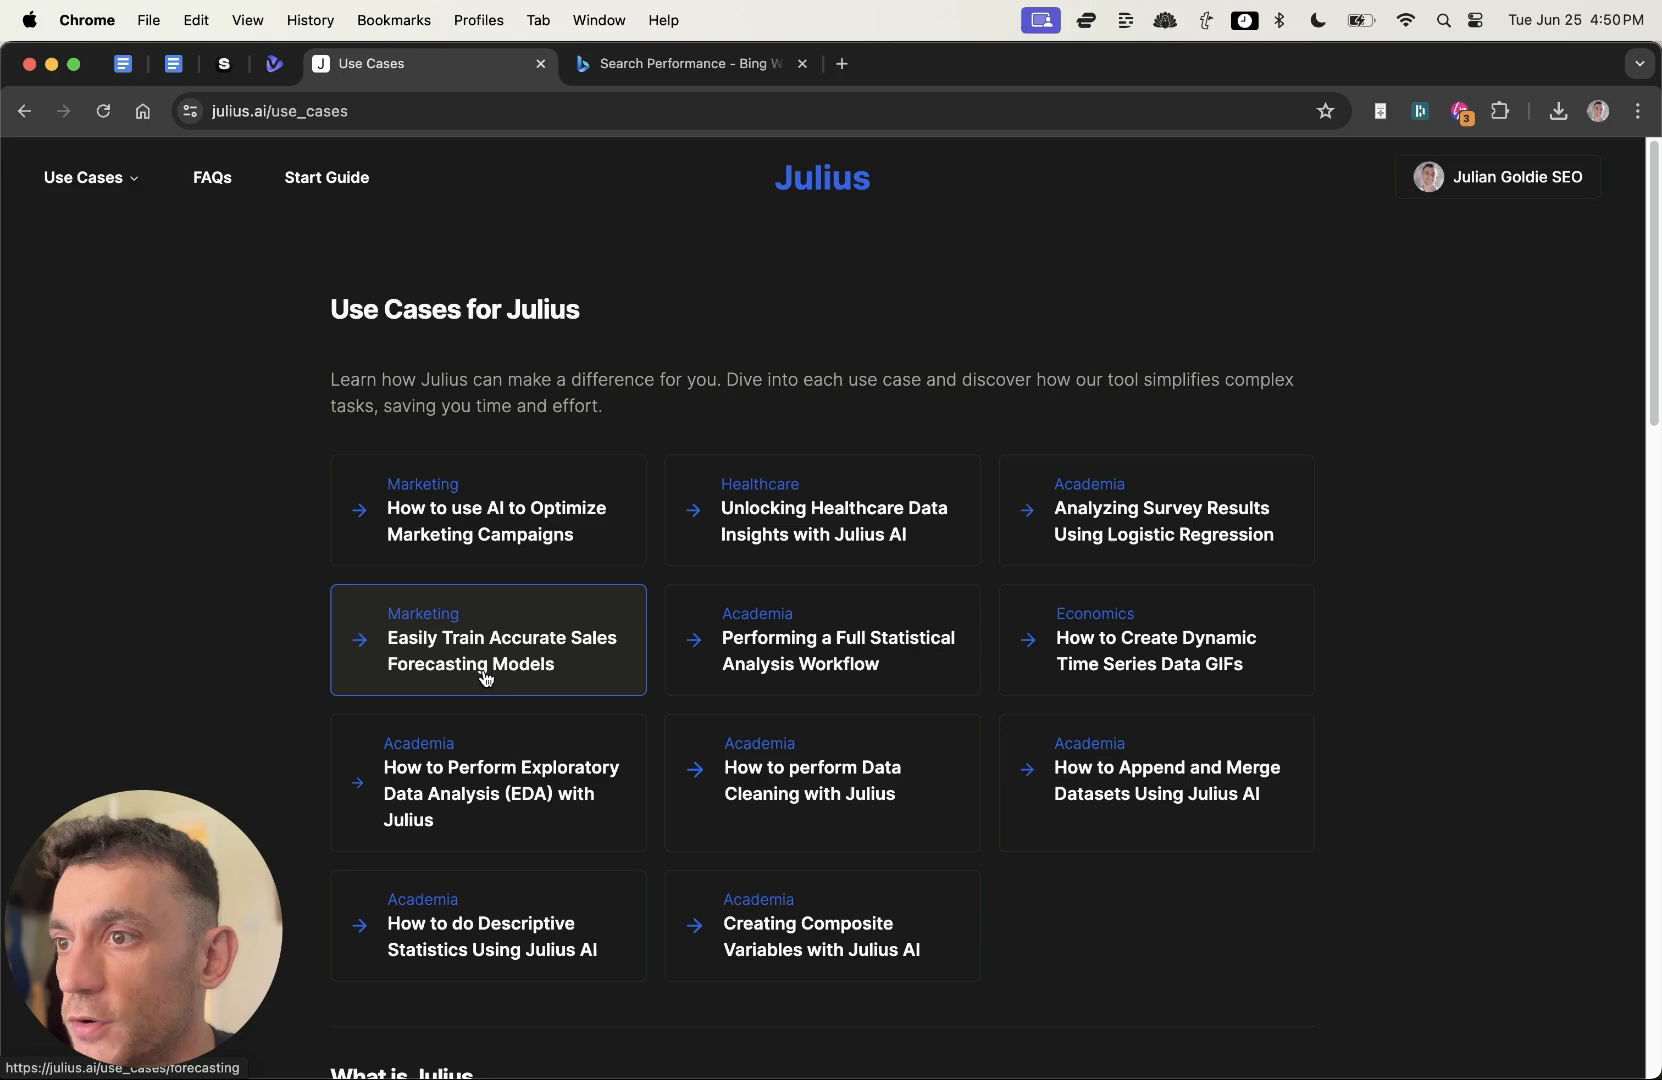 Chrome File Edit View History Bookmarks Profiles Tab Window Help Tue Jun 25 4:50 PM
Use Cases Search Performance - Bing W
julius.ai/use_cases 3
Use Cases FAQs Start Guide Julius Julian Goldie SEO
Use Cases for Julius
Learn how Julius can make a difference for you. Dive into each use case and discover how our tool simplifies complex
tasks, saving you time and effort.
Marketing
How to use AI to Optimize
Marketing Campaigns
Healthcare
Unlocking Healthcare Data
Insights with Julius AI
Academia
Analyzing Survey Results
Using Logistic Regression
Marketing
Easily Train Accurate Sales
Forecasting Models
Academia
Performing a Full Statistical
Analysis Workflow
Economics
How to Create Dynamic
Time Series Data GIFs
Academia
How to Perform Exploratory
Data Analysis (EDA) with
Julius
Academia
How to perform Data
Cleaning with Julius
Academia
How to Append and Merge
Datasets Using Julius AI
Academia
How to do Descriptive
Statistics Using Julius AI
Academia
Creating Composite
Variables with Julius AI
What is Julius
https://julius.ai/use_cases/forecasting